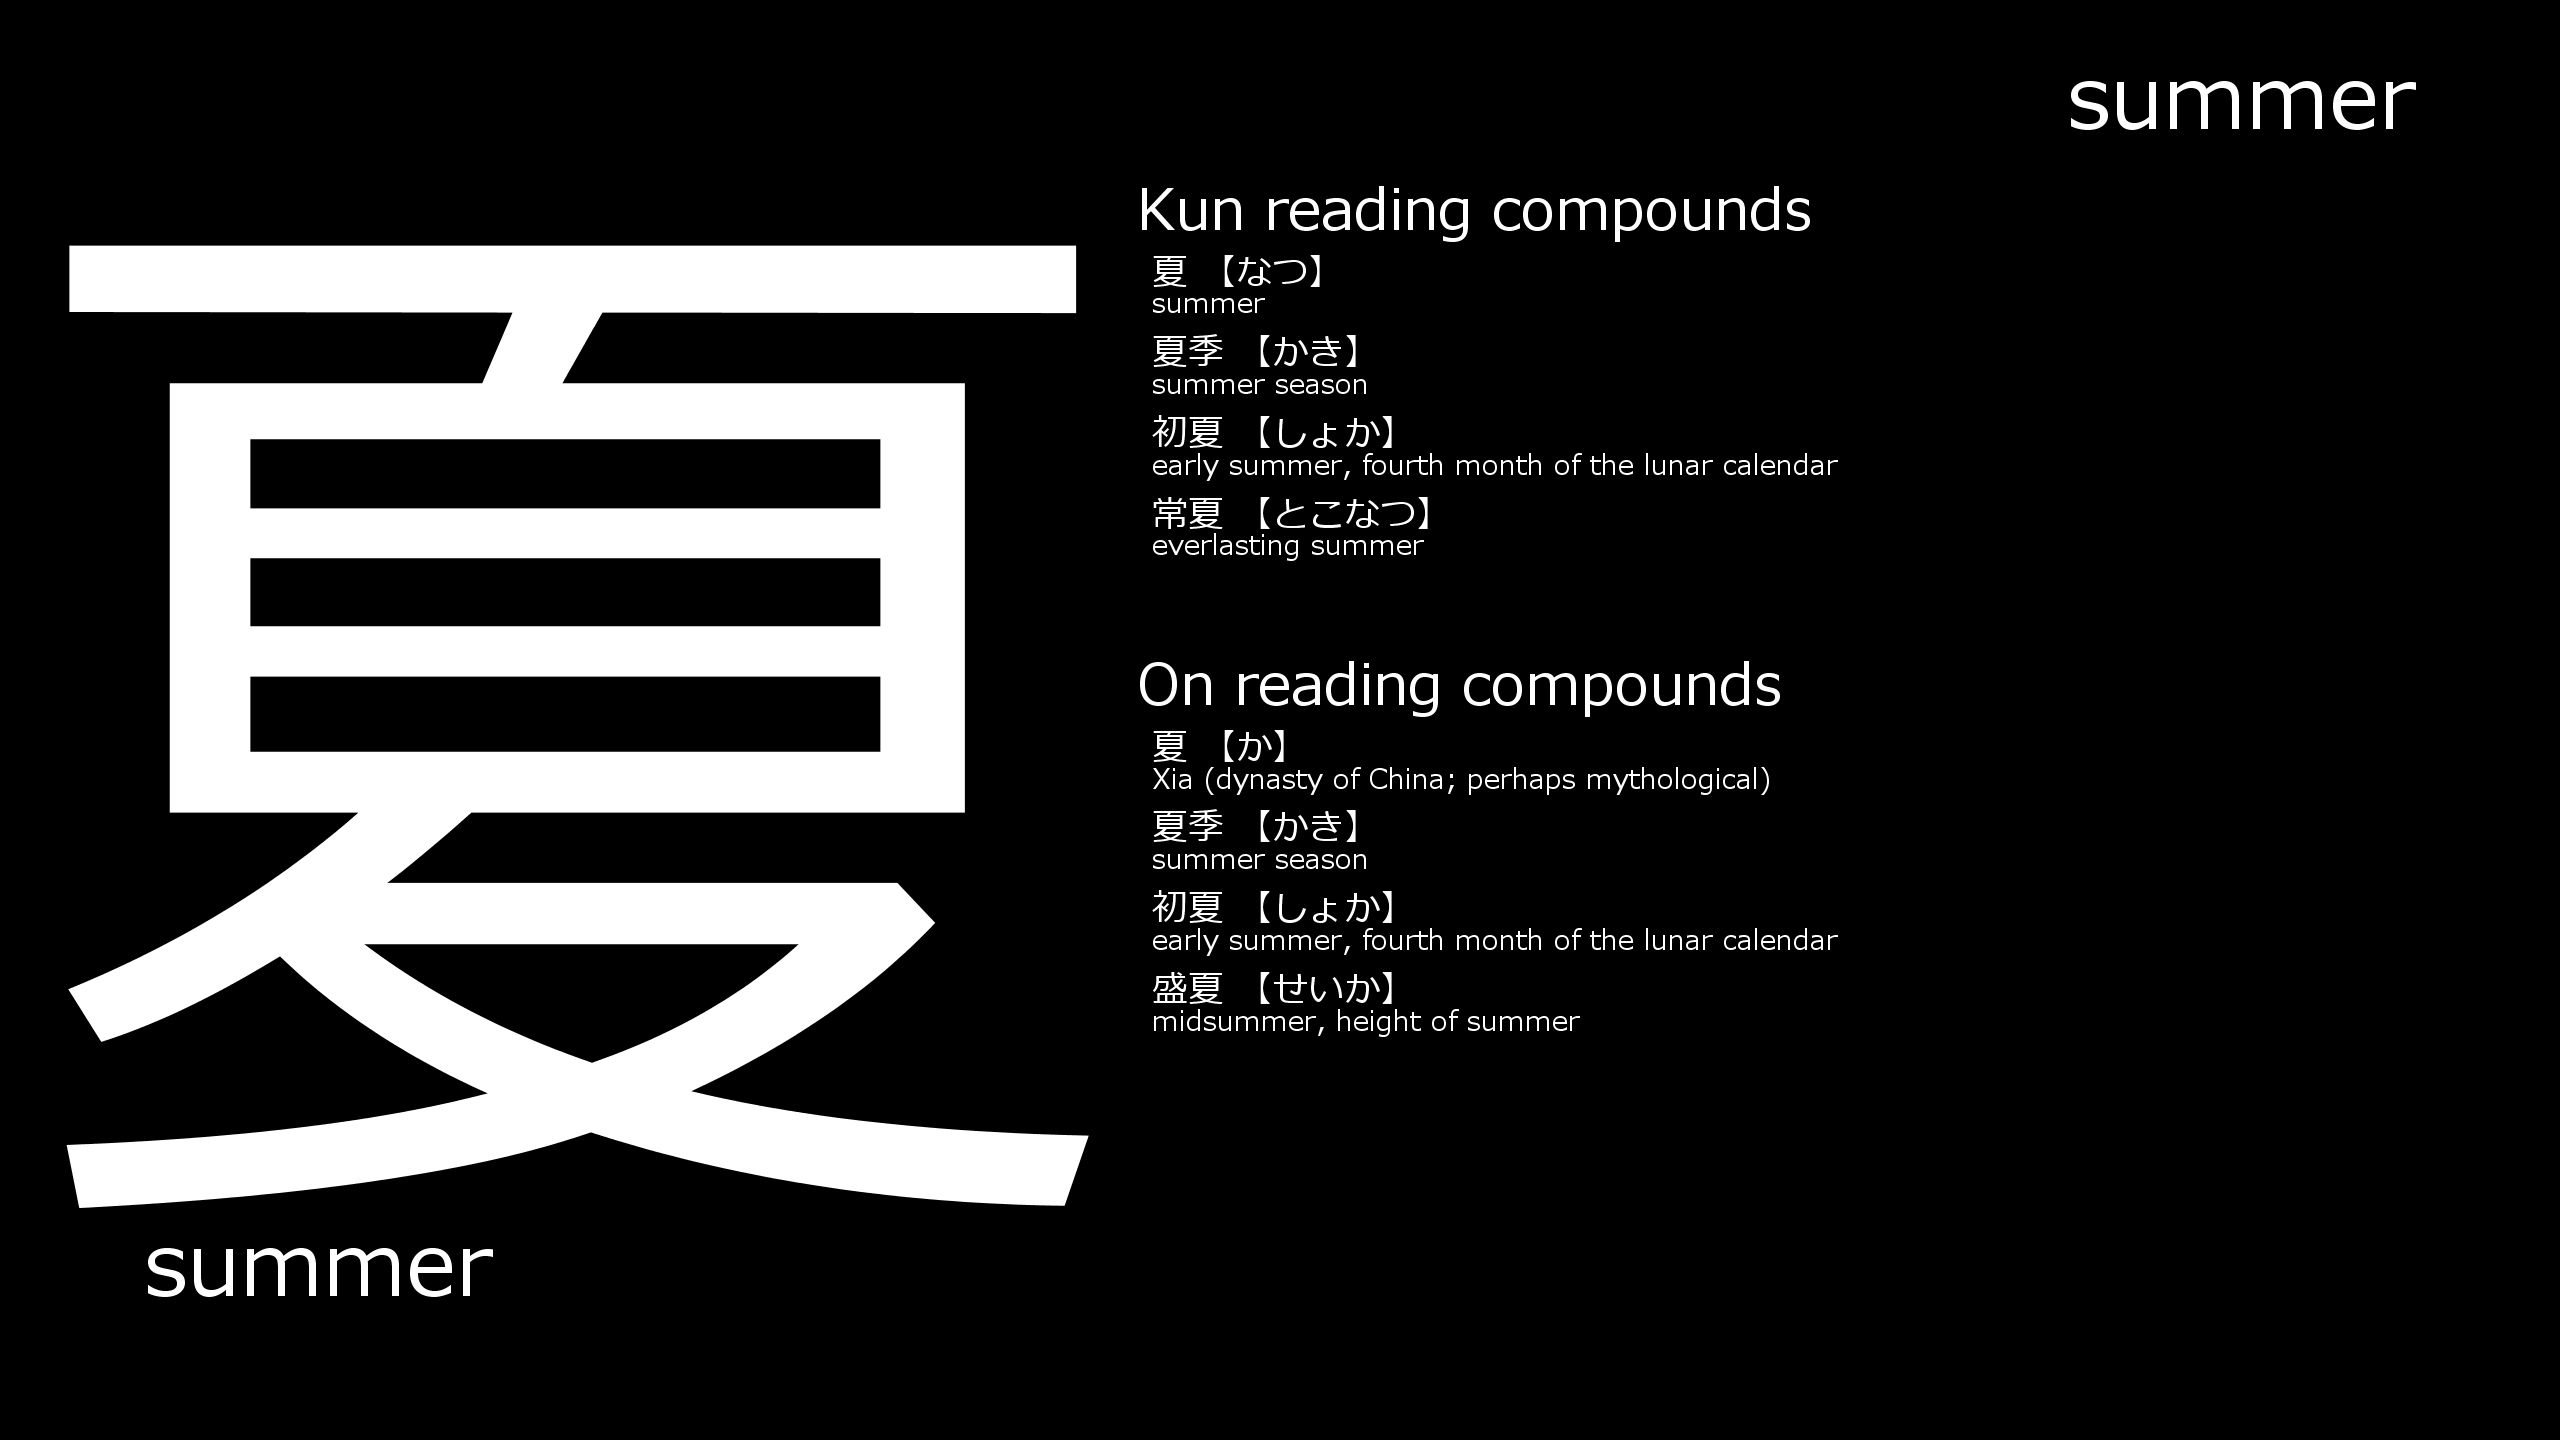 summer
夏
summer
Kun reading compounds
夏 【なつ】
summer
夏季 【かき】
summer season
初夏 【しょか】
early summer, fourth month of the lunar calendar
常夏 【とこなつ】
everlasting summer
On reading compounds
夏 【か】
Xia (dynasty of China; perhaps mythological)
夏季 【かき】
summer season
初夏 【しょか】
early summer, fourth month of the lunar calendar
盛夏 【せいか】
midsummer, height of summer